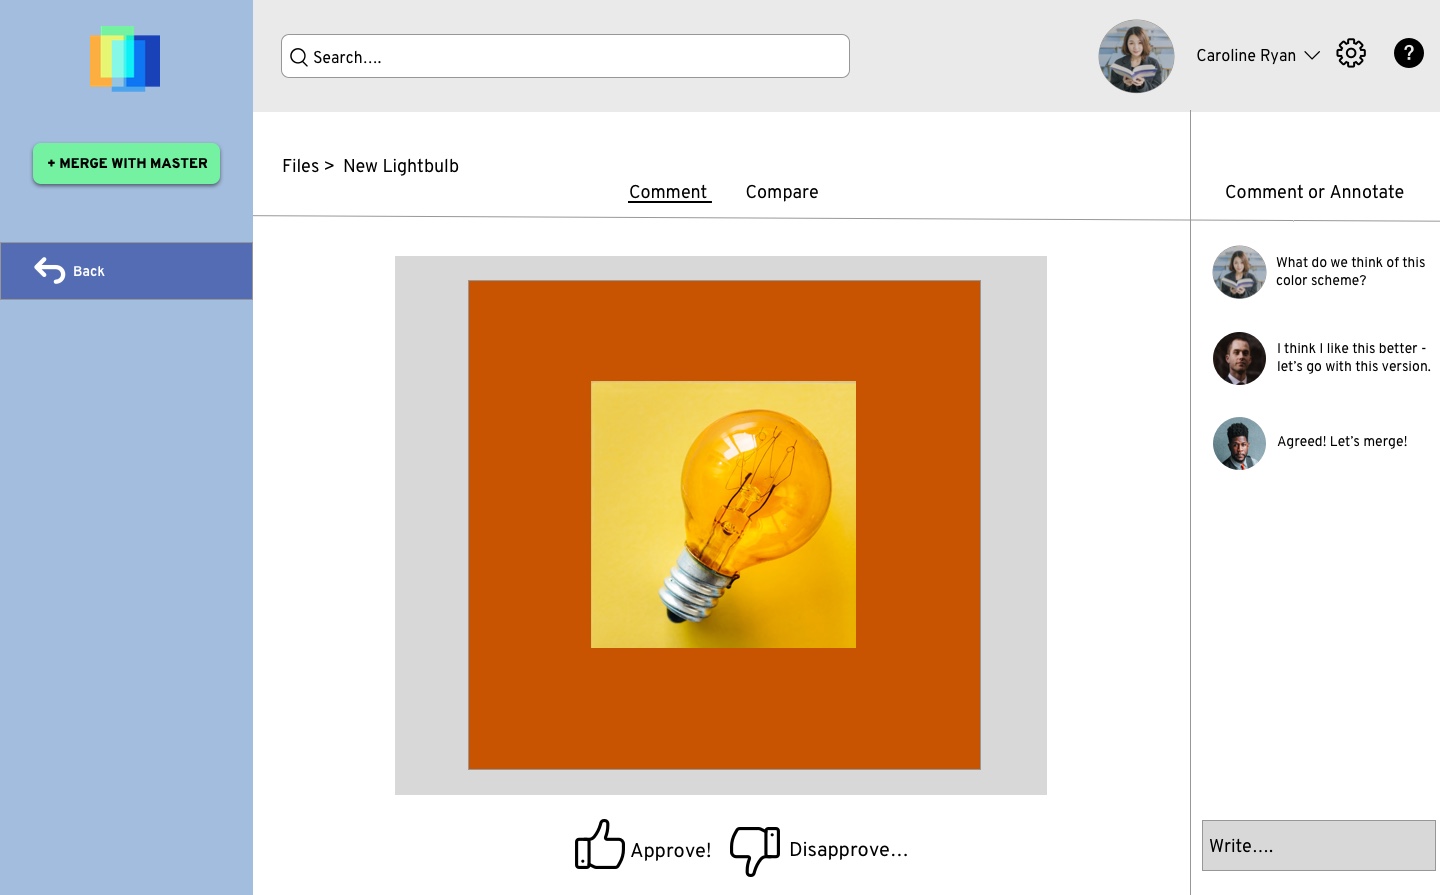 Search....
Caroline Ryan
?
+ MERGE WITH MASTER
Back
Files > New Lightbulb
Comment
Compare
Comment or Annotate
What do we think of this
color scheme?
I think I like this better -
let's go with this version.
Agreed! Let's merge!
Approve!
Disapprove...
Write....